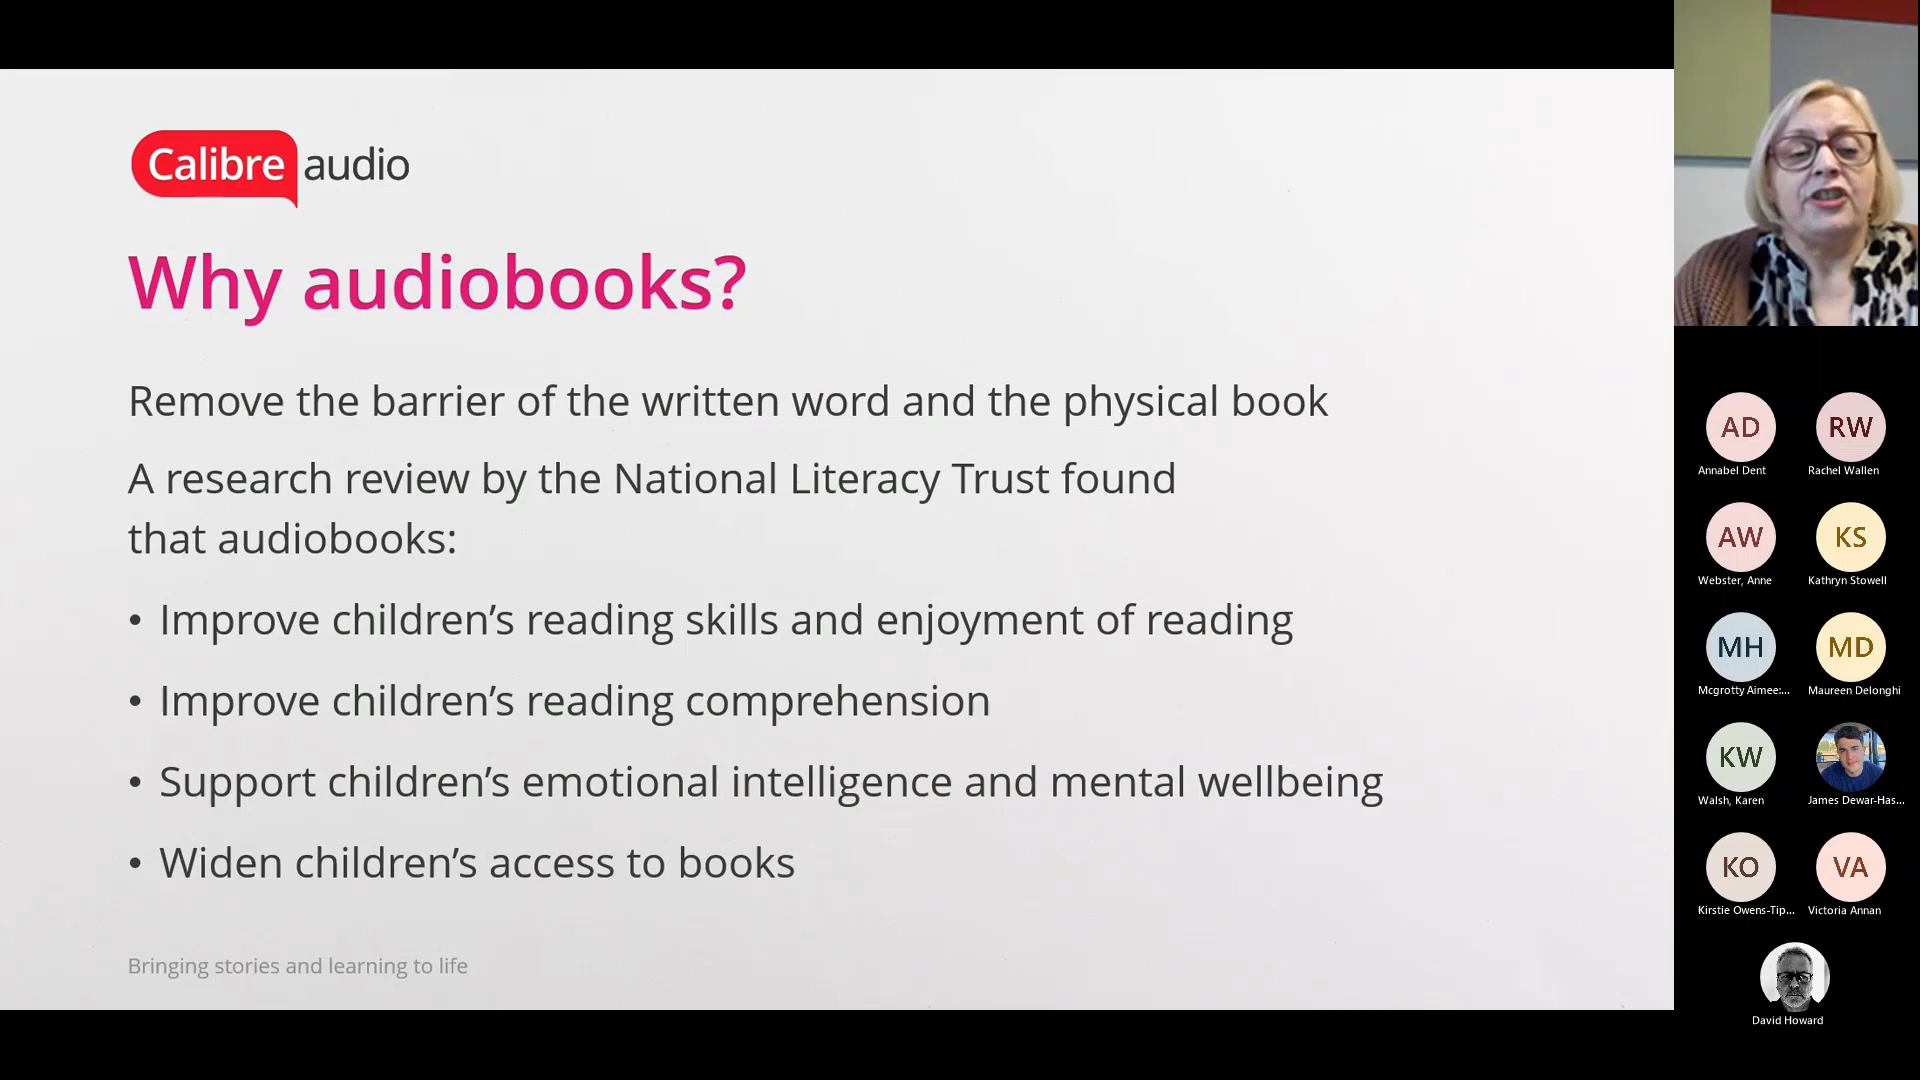 Calibre audio
Why audiobooks?
Remove the barrier of the written word and the physical book
A research review by the National Literacy Trust found
that audiobooks:
• Improve children’s reading skills and enjoyment of reading
• Improve children’s reading comprehension
• Support children’s emotional intelligence and mental wellbeing
• Widen children’s access to books
Bringing stories and learning to life
AD
Annabel Dent
RW
Rachel Wallen
AW
Webster, Anne
KS
Kathryn Stowell
MH
Mcgrotty Aimee:...
MD
Maureen Delonghi
KW
Walsh, Karen
James Dewar-Has...
KO
Kirstie Owens-Tip...
VA
Victoria Annan
David Howard